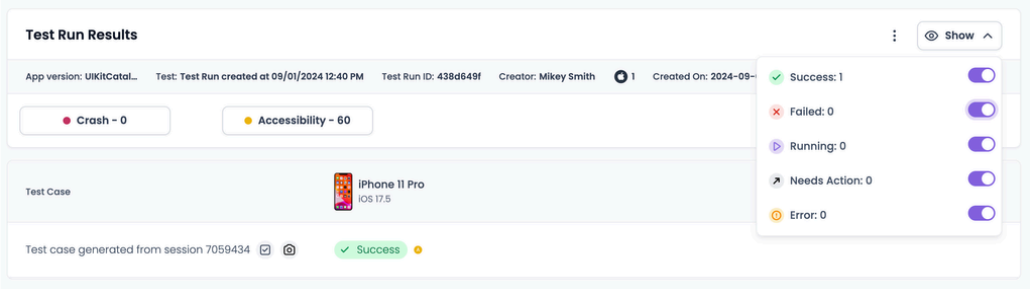 Test Run Results
Show
App version: UIKitCatal... Test: Test Run created at 09/01/2024 12:40 PM Test Run ID: 438d649f Creator: Mikey Smith 1 Created On: 2024-09-
Success: 1
Failed: 0
Running: 0
Needs Action: 0
Error: 0
Crash - 0
Accessibility - 60
Test Case
iPhone 11 Pro
iOS 17.5
Test case generated from session 7059434
Success